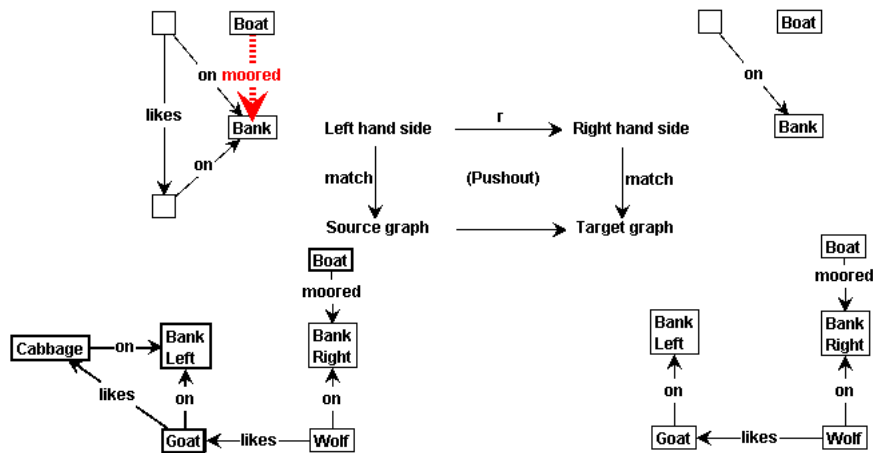 Boat
on moored
likes
Bank
on
Boat
on
Bank
Left hand side
r
Right hand side
match
(Pushout)
match
Source graph
Target graph
Boat
moored
Cabbage
on
Bank
Left
Bank
Right
likes
on
on
Goat
likes
Wolf
Boat
moored
Bank
Left
Bank
Right
on
on
Goat
likes
Wolf